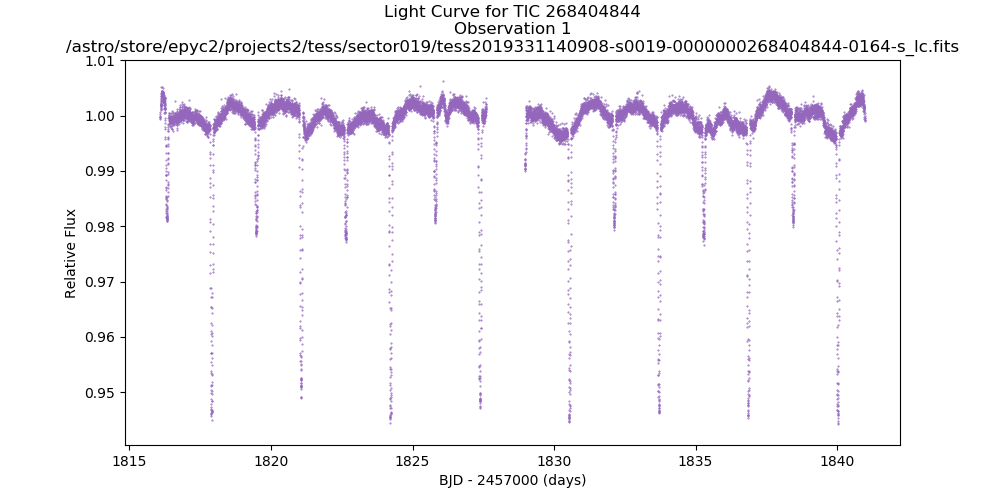 Light Curve for TIC 268404844
Observation 1
/astro/store/epyc2/projects2/tess/sector019/tess2019331140908-s0019-0000000268404844-0164-s_lc.fits
1.01
1.00
0.99
0.98
0.97
0.96
0.95
Relative Flux
1815
1820
1825
1830
1835
1840
BJD - 2457000 (days)